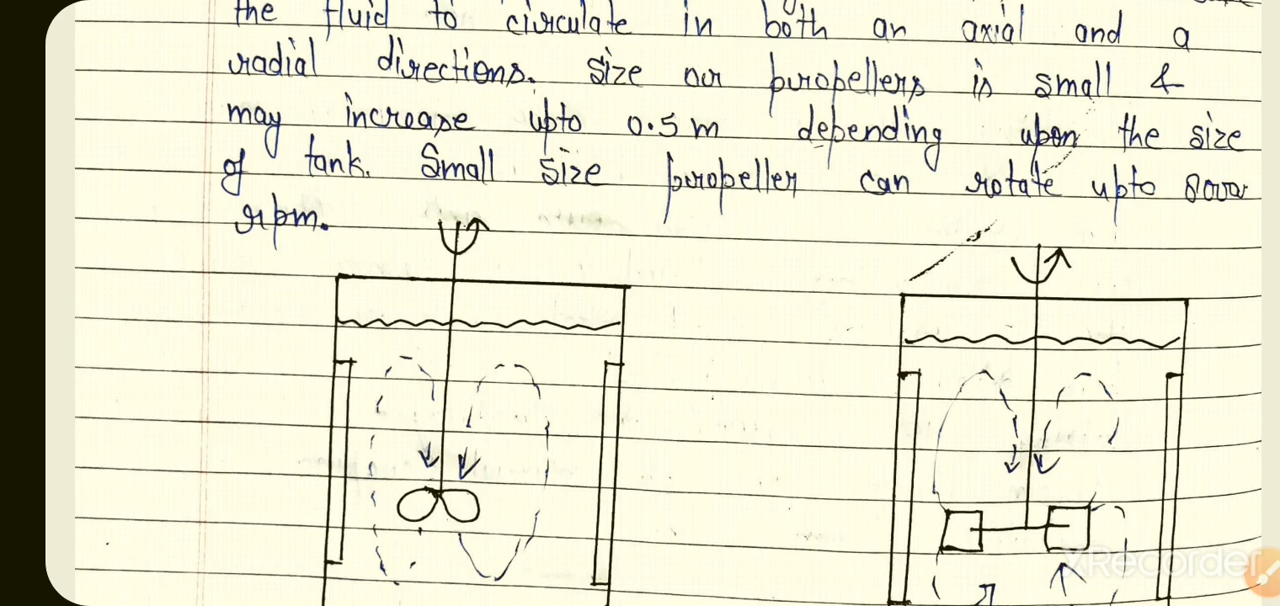 the fluid to circulate in both an axial and a
radial directions. Size our propellers is small &
may increase upto 0.5 m depending upon the size
of tank. Small size propeller can rotate upto
rpm.
XRecorder